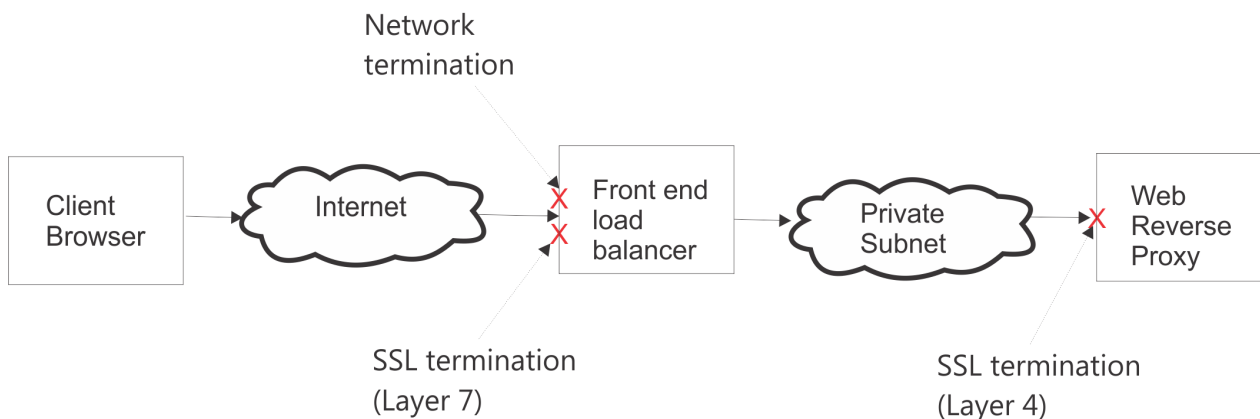 Network
termination
Client
Browser
Internet
Front end
load
balancer
Private
Subnet
Web
Reverse
Proxy
SSL termination
(Layer 7)
SSL termination
(Layer 4)